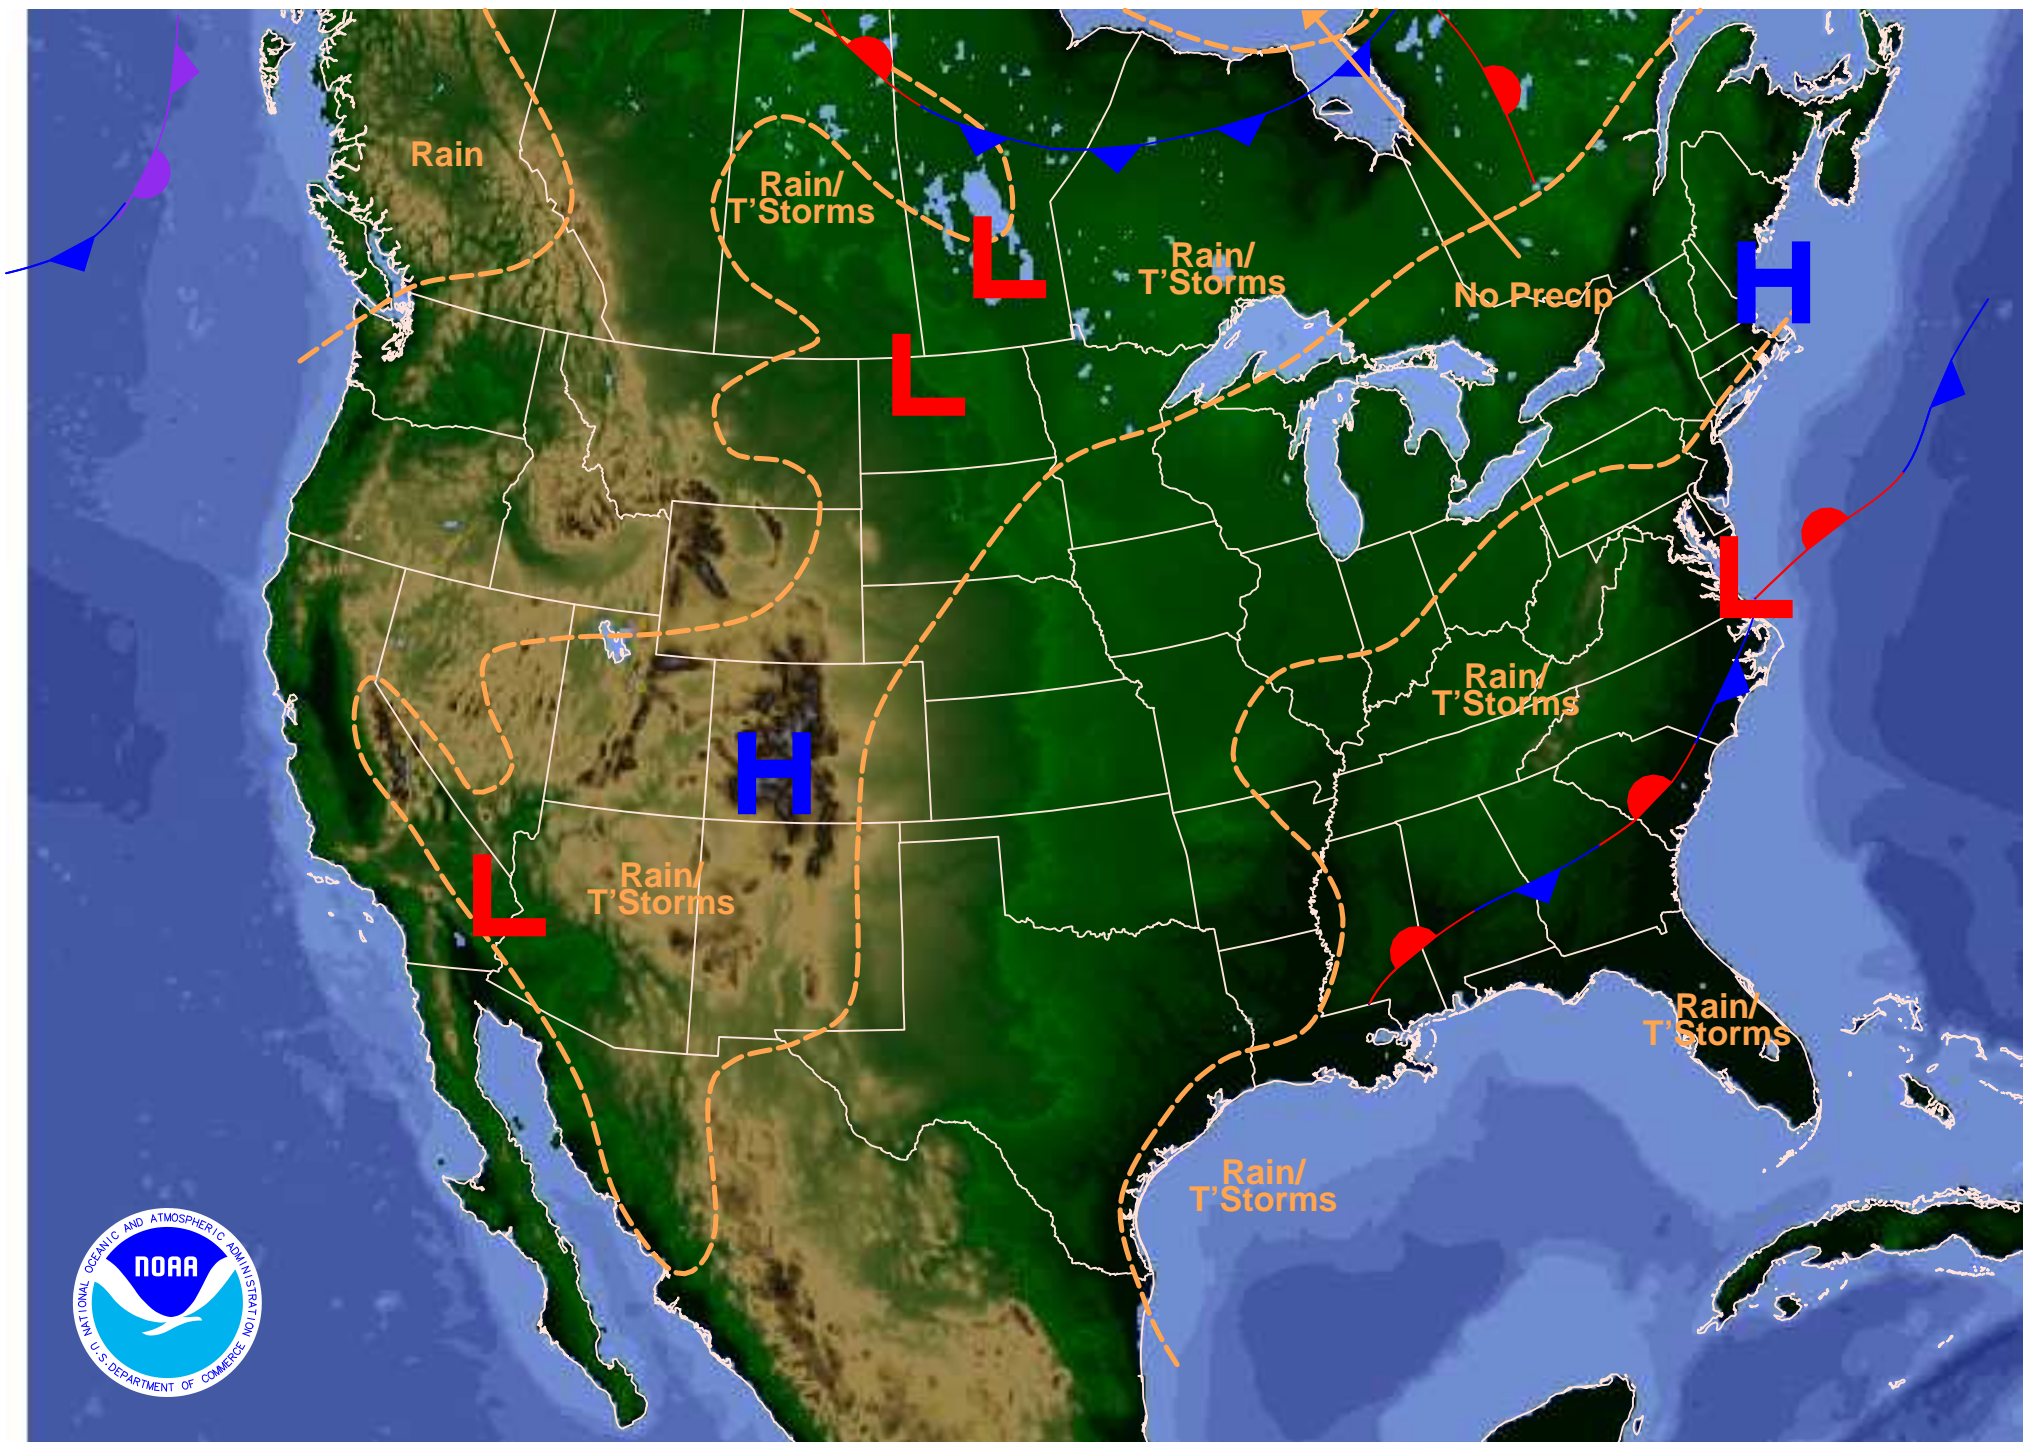 Rain
Rain/
T'Storms
L
Rain/
T'Storms
No Precip
H
L
L
Rain/
T'Storms
H
L
Rain/
T'Storms
Rain/
T'Storms
Rain/
T'Storms
NATIONAL OCEANIC AND ATMOSPHERIC ADMINISTRATION
NOAA
U.S. DEPARTMENT OF COMMERCE